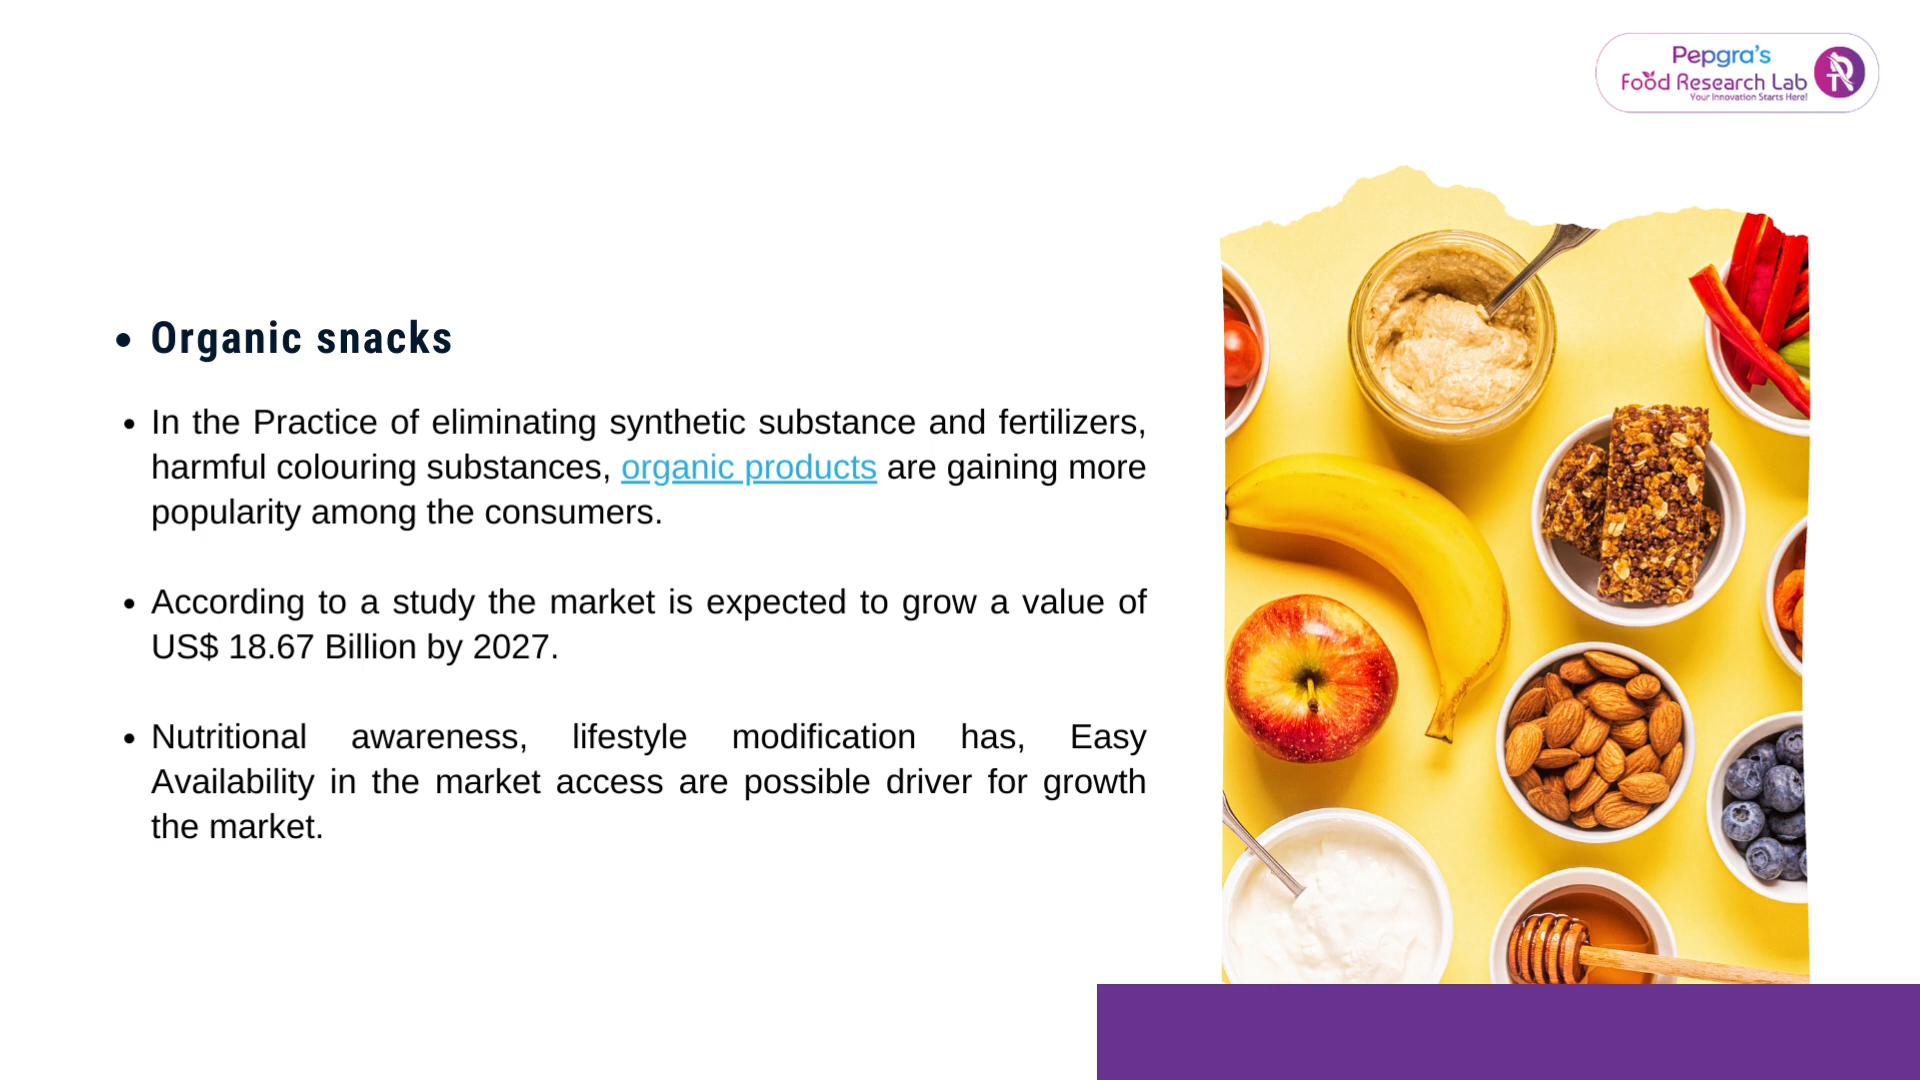 Pepgra's
Food Research Lab
Your Innovation Starts Here!
• Organic snacks
• In the Practice of eliminating synthetic substance and fertilizers,
harmful colouring substances, organic products are gaining more
popularity among the consumers.
• According to a study the market is expected to grow a value of
US$ 18.67 Billion by 2027.
• Nutritional awareness, lifestyle modification has, Easy
Availability in the market access are possible driver for growth
the market.